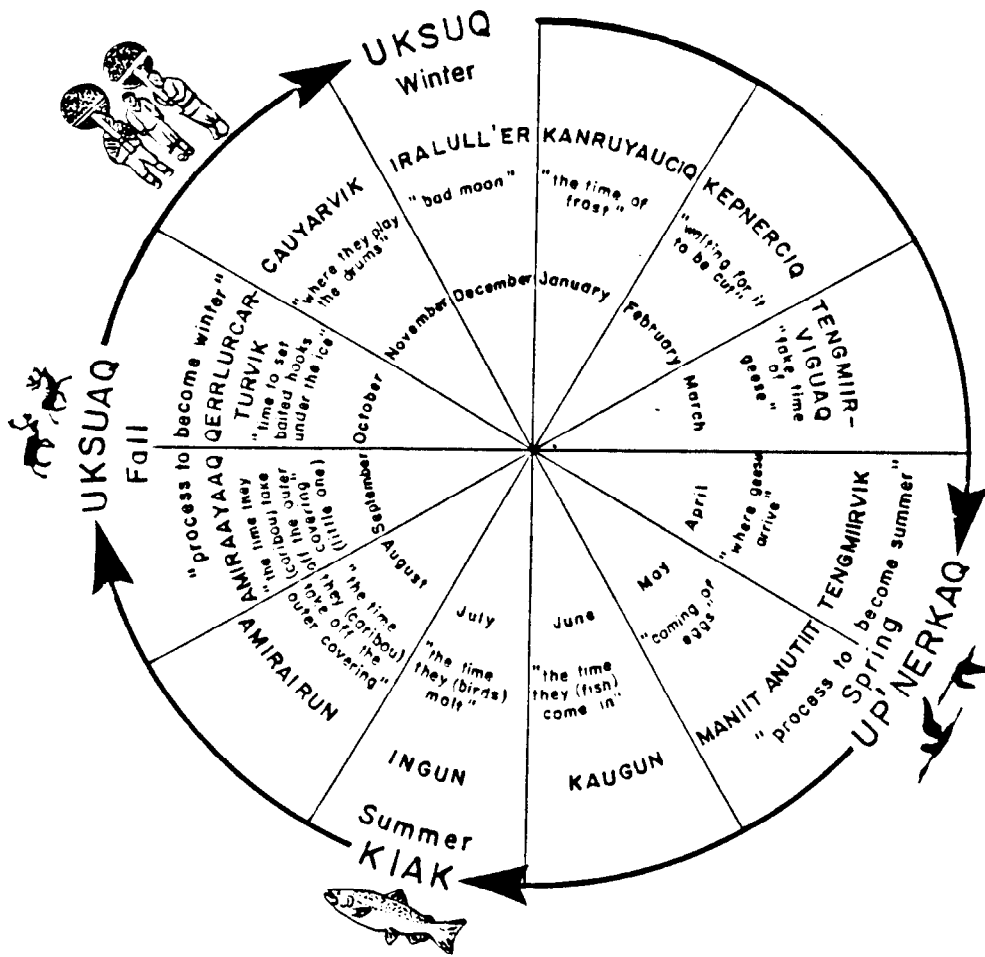 UKSUQ
Winter
KANRUYAUCIQ
"the time of
frost"
January
KEPNERCIQ
"waiting for it
to be cut"
February
TENGMIIR-
VIGUAQ
"fake time
of
geese"
March
TENGMIIRVIK
"where geese
arrive"
April
UP'NERKAQ
Spring
"process to become summer"
MANIIT ANUTIIT
"coming of
eggs"
May
KAUGUN
"the time
they (fish)
come in"
June
Summer
KIAK
INGUN
"the time
they (birds)
molt"
July
AMIRAIRUN
"the time
they (caribou)
take off the
outer covering"
August
AMIRAAYAAQ
"the time they
(caribou) take
off the outer"
covering"
(little one)
September
UKSUAQ
Fall
"process to become winter"
QERRLURCAR-
TURVIK
"time to set
baited hooks
under the ice"
October
CAUYARVIK
"where they play
the drums"
November
IRALULL'ER
"bad moon"
December